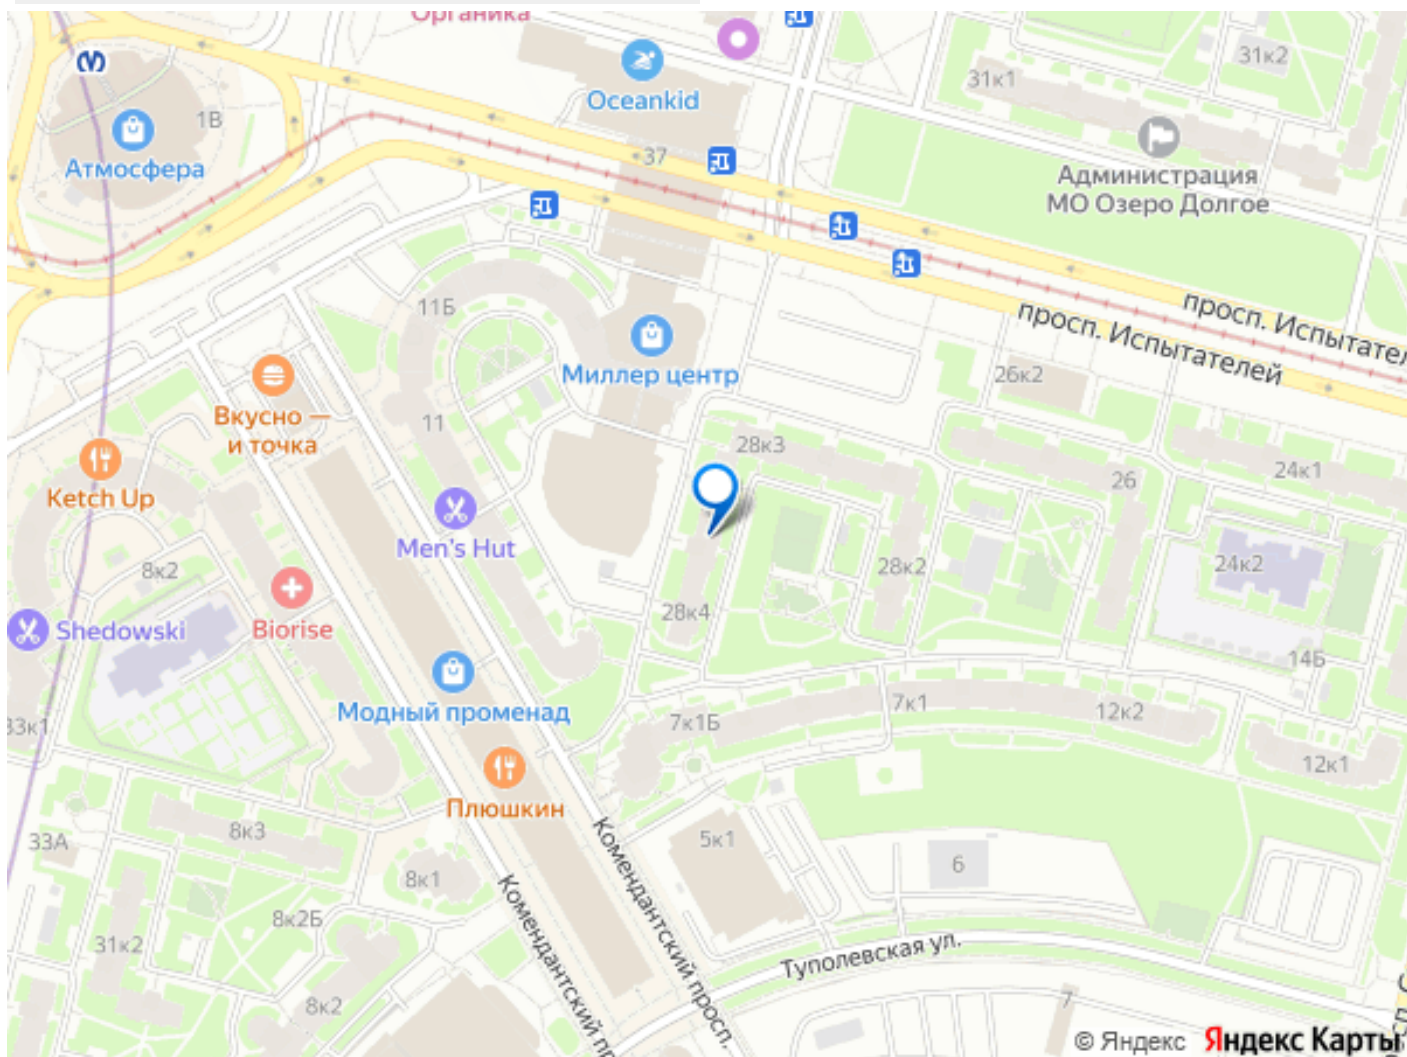 Органика
31к2
31к1
Oceankid
1В
Атмосфера
37
Администрация
МО Озеро Долгое
11Б
просп. Испытателей
просп. Испытател
Миллер центр
26к2
Вкусно —
и точка
11
28к3
24к1
26
Ketch Up
Men's Hut
8к2
28к2
24к2
28к4
Shedowski
Biorise
14Б
Модный променад
7к1Б
7к1
12к2
33к1
12к1
Плюшкин
33А
8к3
5к1
6
8к1
Комендантский просп.
Комендантский пр
8к2Б
31к2
Туполевская ул.
8к2
7
© Яндекс Яндекс Карты